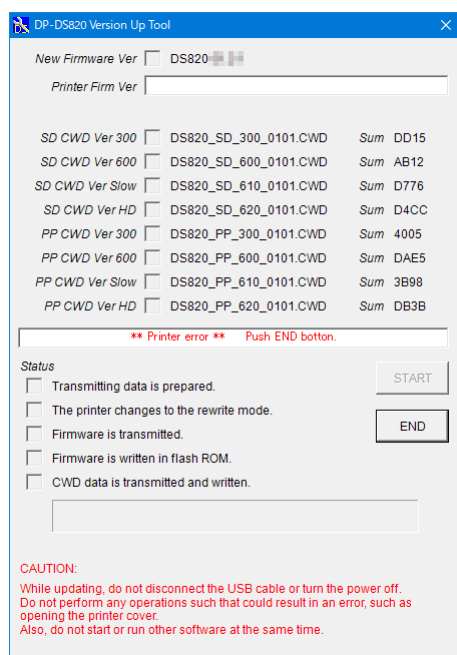 DP-DS820 Version Up Tool
New Firmware Ver DS820
Printer Firm Ver
SD CWD Ver 300 DS820_SD_300_0101.CWD Sum DD15
SD CWD Ver 600 DS820_SD_600_0101.CWD Sum AB12
SD CWD Ver Slow DS820_SD_610_0101.CWD Sum D776
SD CWD Ver HD DS820_SD_620_0101.CWD Sum D4CC
PP CWD Ver 300 DS820_PP_300_0101.CWD Sum 4005
PP CWD Ver 600 DS820_PP_600_0101.CWD Sum DAE5
PP CWD Ver Slow DS820_PP_610_0101.CWD Sum 3B98
PP CWD Ver HD DS820_PP_620_0101.CWD Sum DB3B
** Printer error ** Push END botton.
Status
Transmitting data is prepared.
The printer changes to the rewrite mode.
Firmware is transmitted.
Firmware is written in flash ROM.
CWD data is transmitted and written.
START
END
CAUTION:
While updating, do not disconnect the USB cable or turn the power off.
Do not perform any operations such that could result in an error, such as
opening the printer cover.
Also, do not start or run other software at the same time.